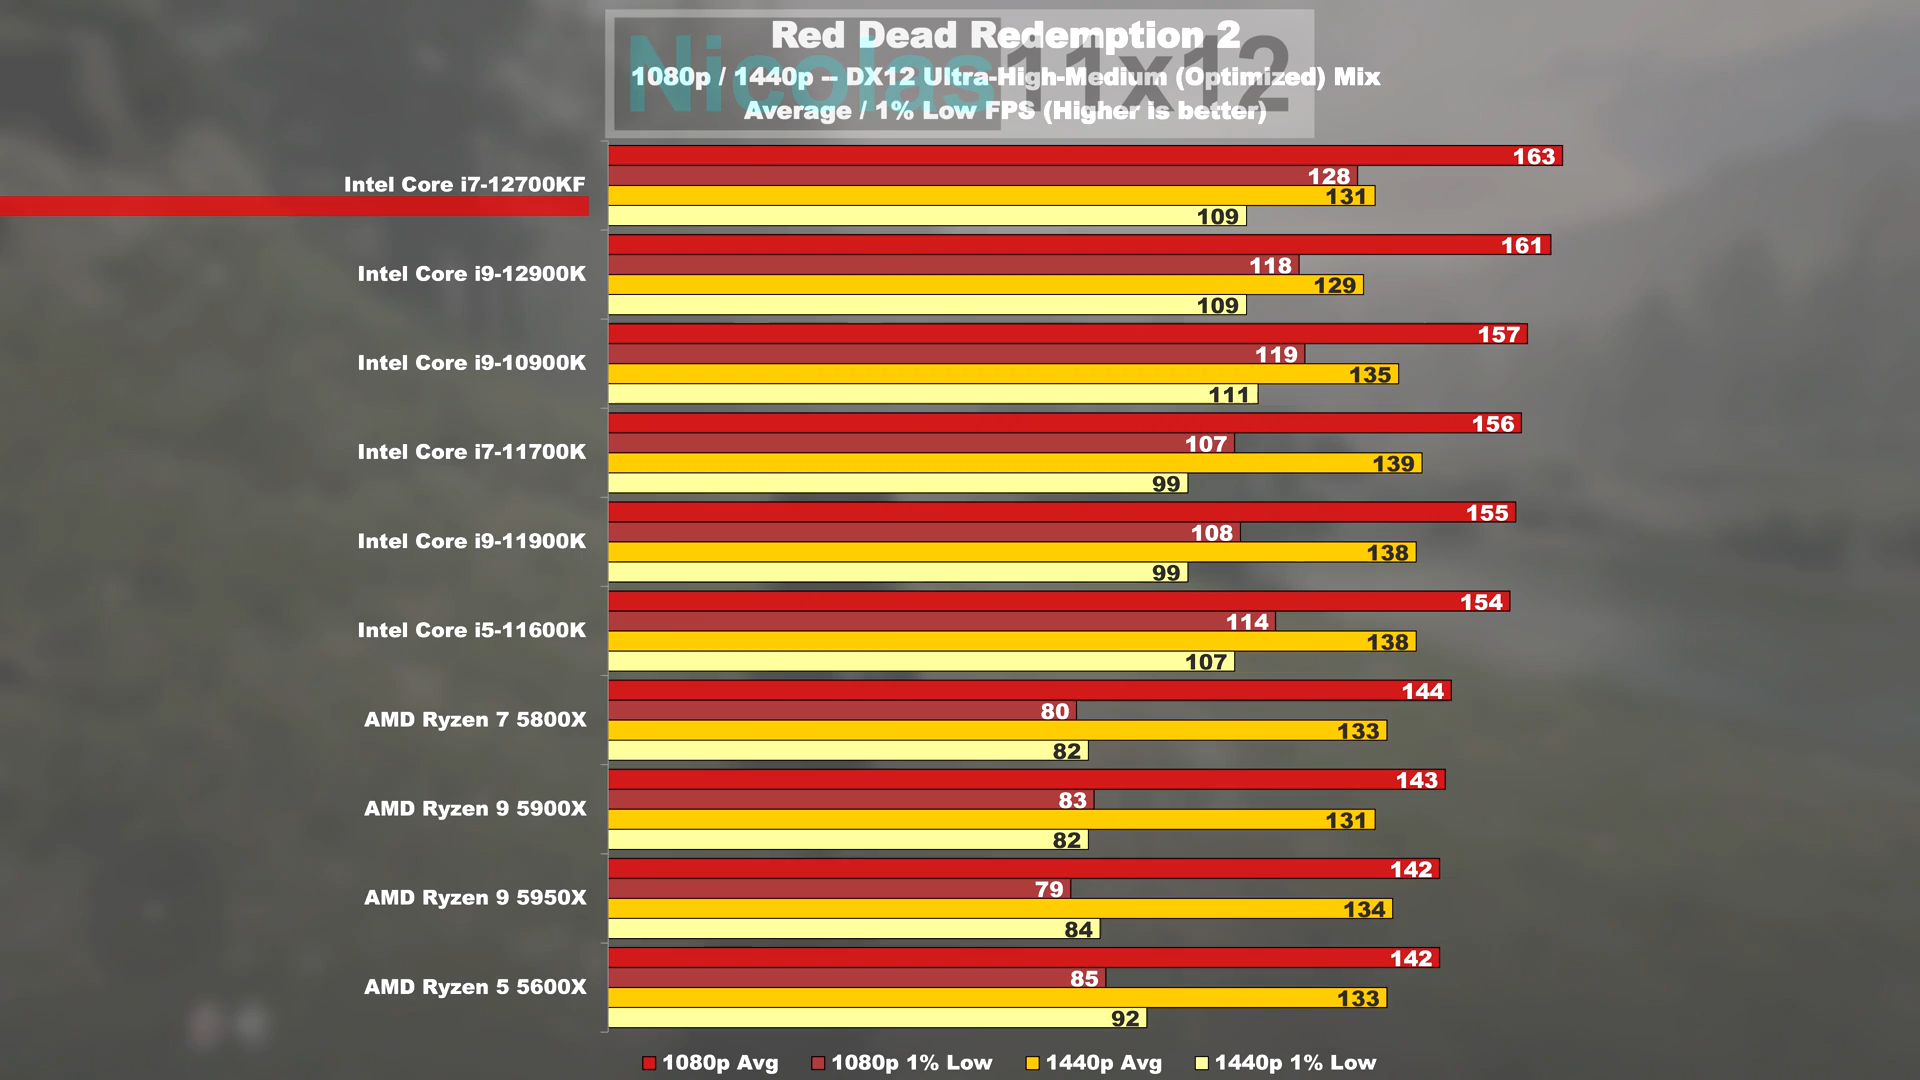 Nicolas11x12
Red Dead Redemption 2
1080p / 1440p – DX12 Ultra-High-Medium (Optimized) Mix
Average / 1% Low FPS (Higher is better)
Intel Core i7-12700KF
163
128
131
109
Intel Core i9-12900K
161
118
129
109
Intel Core i9-10900K
157
119
135
111
Intel Core i7-11700K
156
107
139
99
Intel Core i9-11900K
155
108
138
99
Intel Core i5-11600K
154
114
138
107
AMD Ryzen 7 5800X
144
80
133
82
AMD Ryzen 9 5900X
143
83
131
82
AMD Ryzen 9 5950X
142
79
134
84
AMD Ryzen 5 5600X
142
85
133
92
1080p Avg 1080p 1% Low 1440p Avg 1440p 1% Low